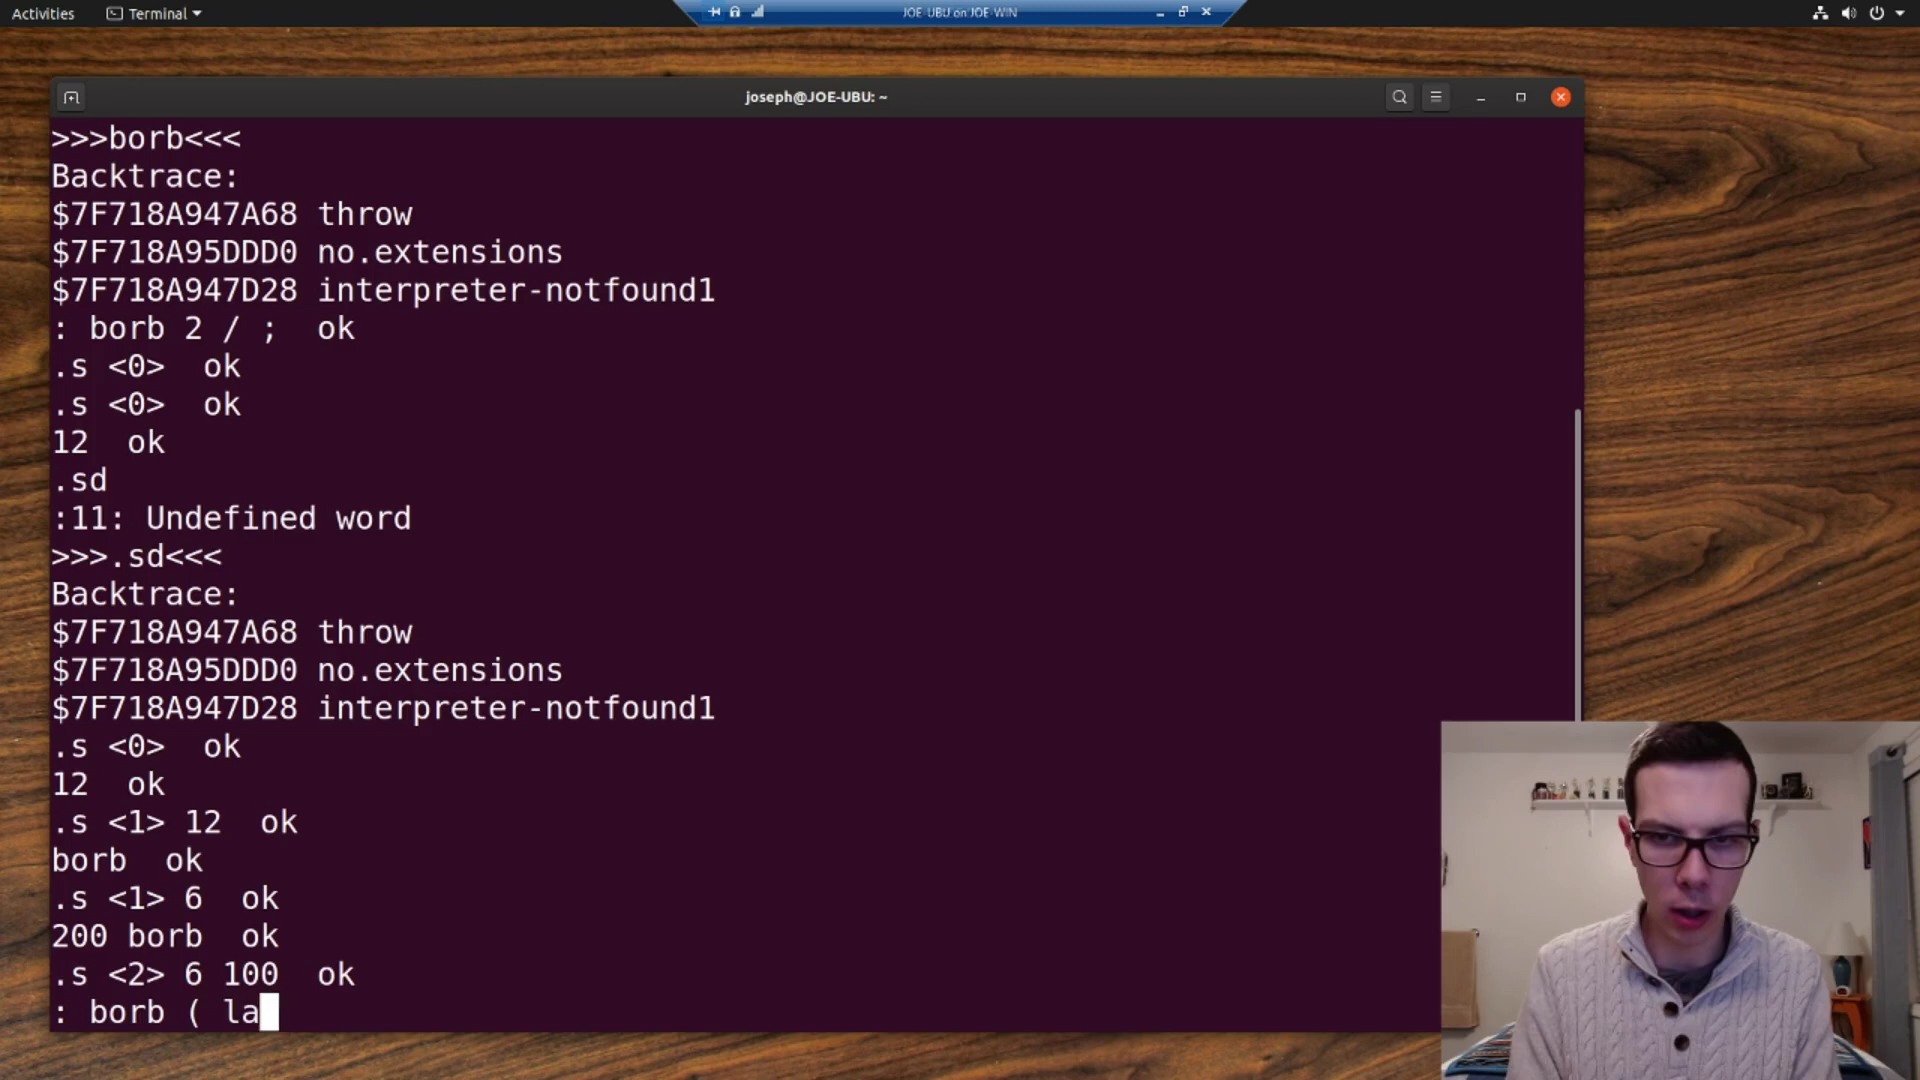 Activities
Terminal
JOE-UBU on JOE-WIN
joseph@JOE-UBU: ~
>>>borb<<<
Backtrace:
$7F718A947A68 throw
$7F718A95DDD0 no.extensions
$7F718A947D28 interpreter-notfound1
: borb 2 / ;  ok
.s <0>  ok
.s <0>  ok
12  ok
.sd
:11: Undefined word
>>>.sd<<<
Backtrace:
$7F718A947A68 throw
$7F718A95DDD0 no.extensions
$7F718A947D28 interpreter-notfound1
.s <0>  ok
12  ok
.s <1> 12  ok
borb  ok
.s <1> 6  ok
200 borb  ok
.s <2> 6 100  ok
: borb ( la